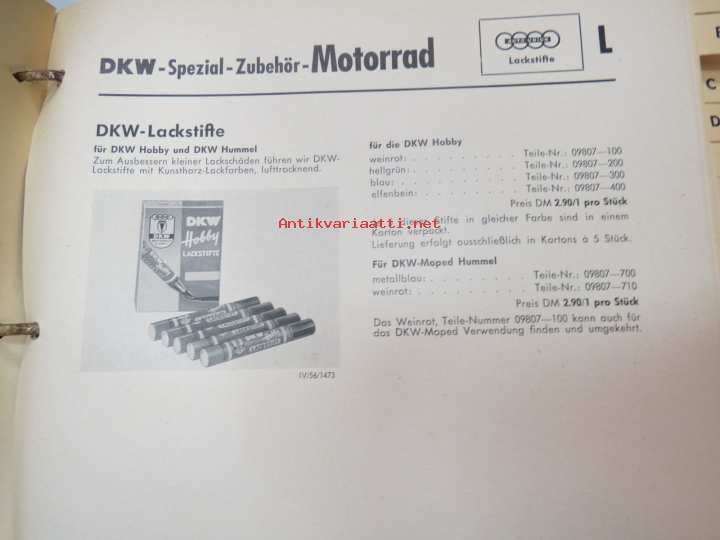 DKW-Spezial-Zubehör-Motorrad
AUTO UNION
Lackstifte
L
DKW-Lackstifte
für DKW Hobby und DKW Hummel
Zum Ausbessern kleiner Lackschäden führen wir DKW-
Lackstifte mit Kunstharz-Lackfarben, lufttrocknend.
DKW
Hobby
LACKSTIFTE
IV/56/1473
für die DKW Hobby
weinrot: . . . . . . . . . Teile-Nr.: 09807—100
hellgrün: . . . . . . . . . Teile-Nr.: 09807—200
blau: . . . . . . . . . . Teile-Nr.: 09807—300
elfenbein: . . . . . . . . . Teile-Nr.: 09807—400
Preis DM 2.90/1 pro Stück
dieser Stifte in gleicher Farbe sind in einem
Karton verpackt.
Lieferung erfolgt ausschließlich in Kartons à 5 Stück.
Für DKW-Moped Hummel
metallblau: . . . . . . . . Teile-Nr.: 09807—700
weinrot: . . . . . . . . . Teile-Nr.: 09807—710
Preis DM 2.90/1 pro Stück
Das Weinrot, Teile-Nummer 09807—100 kann auch für
das DKW-Moped Verwendung finden und umgekehrt.
Antikvariaatti.net
C
D